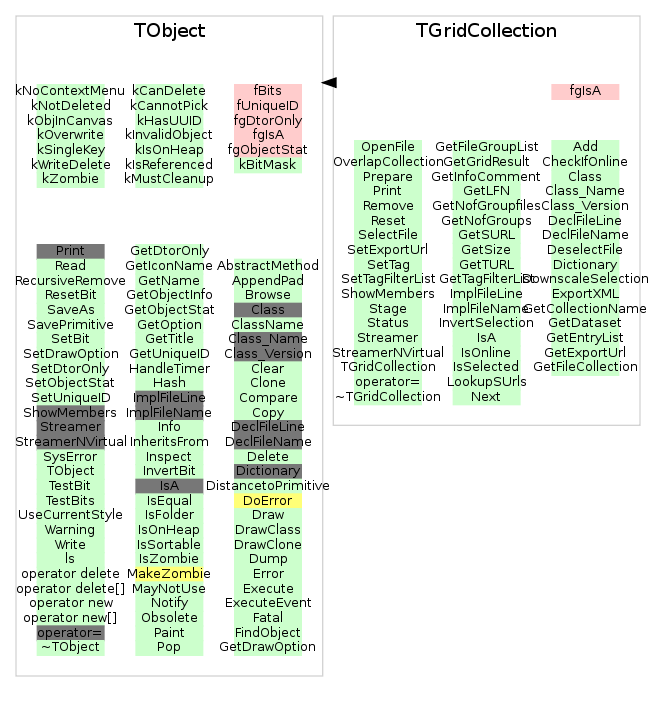 TObject
kNoContextMenu kCanDelete fBits
kNotDeleted kCannotPick fUniqueID
kObjInCanvas kHasUUID fgDtorOnly
kOverwrite kInvalidObject fgIsA
kSingleKey kIsOnHeap fgObjectStat
kWriteDelete kIsReferenced kBitMask
kZombie kMustCleanup
Print GetDtorOnly
Read GetIconName AbstractMethod
RecursiveRemove GetName AppendPad
ResetBit GetObjectInfo Browse
SaveAs GetObjectStat Class
SavePrimitive GetOption ClassName
SetBit GetTitle Class_Name
SetDrawOption GetUniqueID Class_Version
SetDtorOnly HandleTimer Clear
SetObjectStat Hash Clone
SetUniqueID ImplFileLine Compare
ShowMembers ImplFileName Copy
Streamer Info DeclFileLine
StreamerNVirtual InheritsFrom DeclFileName
SysError Inspect Delete
TObject InvertBit Dictionary
TestBit IsA DistancetoPrimitive
TestBits IsEqual DoError
UseCurrentStyle IsFolder Draw
Warning IsOnHeap DrawClass
Write IsSortable DrawClone
ls IsZombie Dump
operator delete MakeZombie Error
operator delete[] MayNotUse Execute
operator new Notify ExecuteEvent
operator new[] Obsolete Fatal
operator= Paint FindObject
~TObject Pop GetDrawOption
TGridCollection
fgIsA
OpenFile GetFileGroupList Add
OverlapCollection GetGridResult CheckIfOnline
Prepare GetInfoComment Class
Print GetLFN Class_Name
Remove GetNofGroupfiles Class_Version
Reset GetNofGroups DeclFileLine
SelectFile GetSURL DeclFileName
SetExportUrl GetSize DeselectFile
SetTag GetTURL Dictionary
SetTagFilterList GetTagFilterList DownscaleSelection
ShowMembers ImplFileLine ExportXML
Stage ImplFileName GetCollectionName
Status InvertSelection GetDataset
Streamer IsA GetEntryList
StreamerNVirtual IsOnline GetExportUrl
TGridCollection IsSelected GetFileCollection
operator= LookupSUrls
~TGridCollection Next